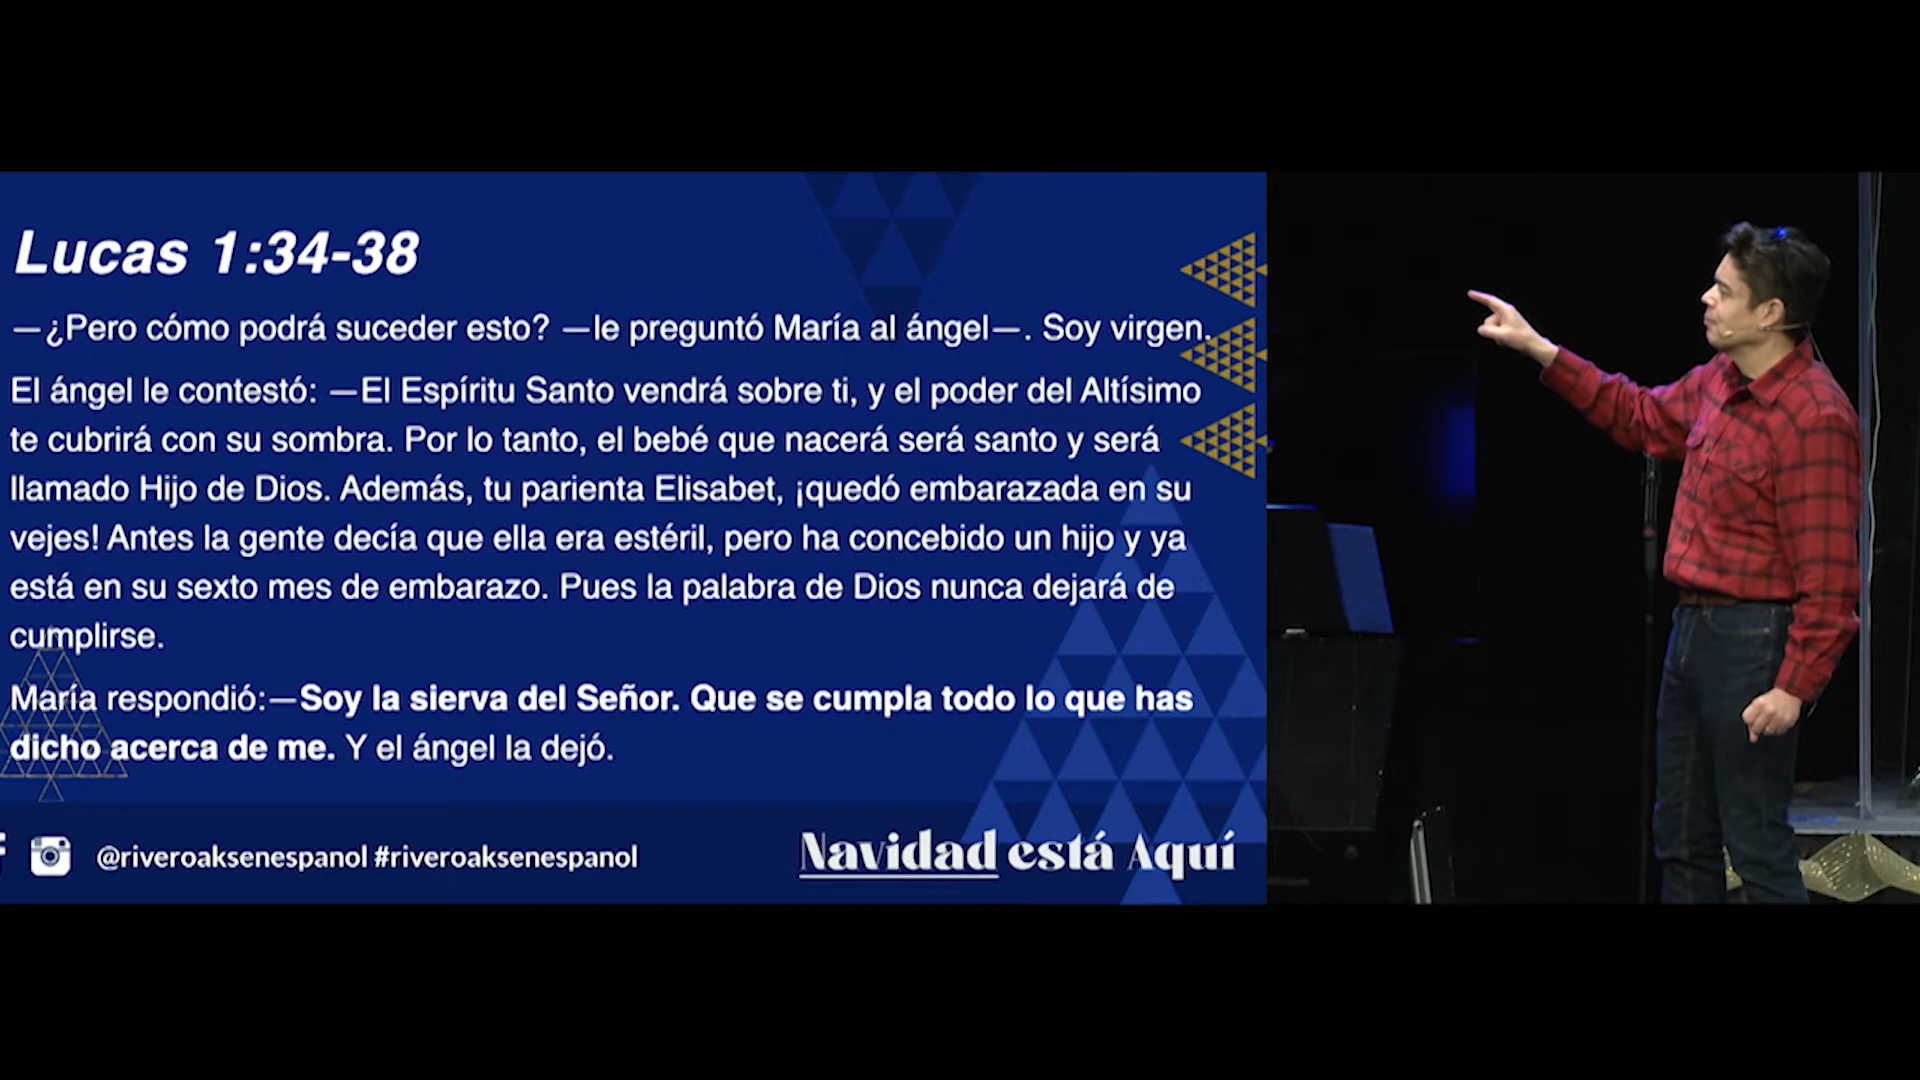 Lucas 1:34-38
—¿Pero cómo podrá suceder esto? —le preguntó María al ángel—. Soy virgen.
El ángel le contestó: —El Espíritu Santo vendrá sobre ti, y el poder del Altísimo
te cubrirá con su sombra. Por lo tanto, el bebé que nacerá será santo y será
llamado Hijo de Dios. Además, tu parienta Elisabet, ¡quedó embarazada en su
vejes! Antes la gente decía que ella era estéril, pero ha concebido un hijo y ya
está en su sexto mes de embarazo. Pues la palabra de Dios nunca dejará de
cumplirse.
María respondió:—Soy la sierva del Señor. Que se cumpla todo lo que has
dicho acerca de me. Y el ángel la dejó.
@riveroaksenespanol #riveroaksenespanol
Navidad está Aquí